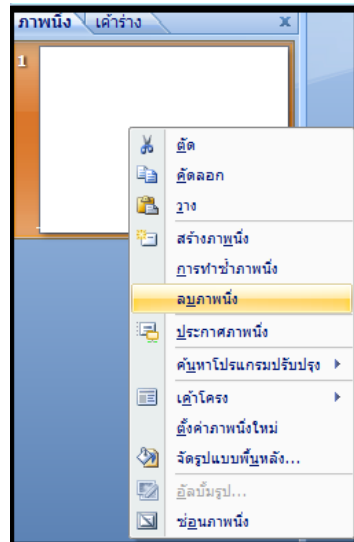 ภาพนิ่ง เค้าร่าง x
1
ตัด
คัดลอก
วาง
สร้างภาพนิ่ง
การทำซ้ำภาพนิ่ง
ลบภาพนิ่ง
ประกาศภาพนิ่ง
ค้นหาโปรแกรมปรับปรุง
เค้าโครง
ตั้งค่าภาพนิ่งใหม่
จัดรูปแบบพื้นหลัง...
อัลบั้มรูป...
ซ่อนภาพนิ่ง